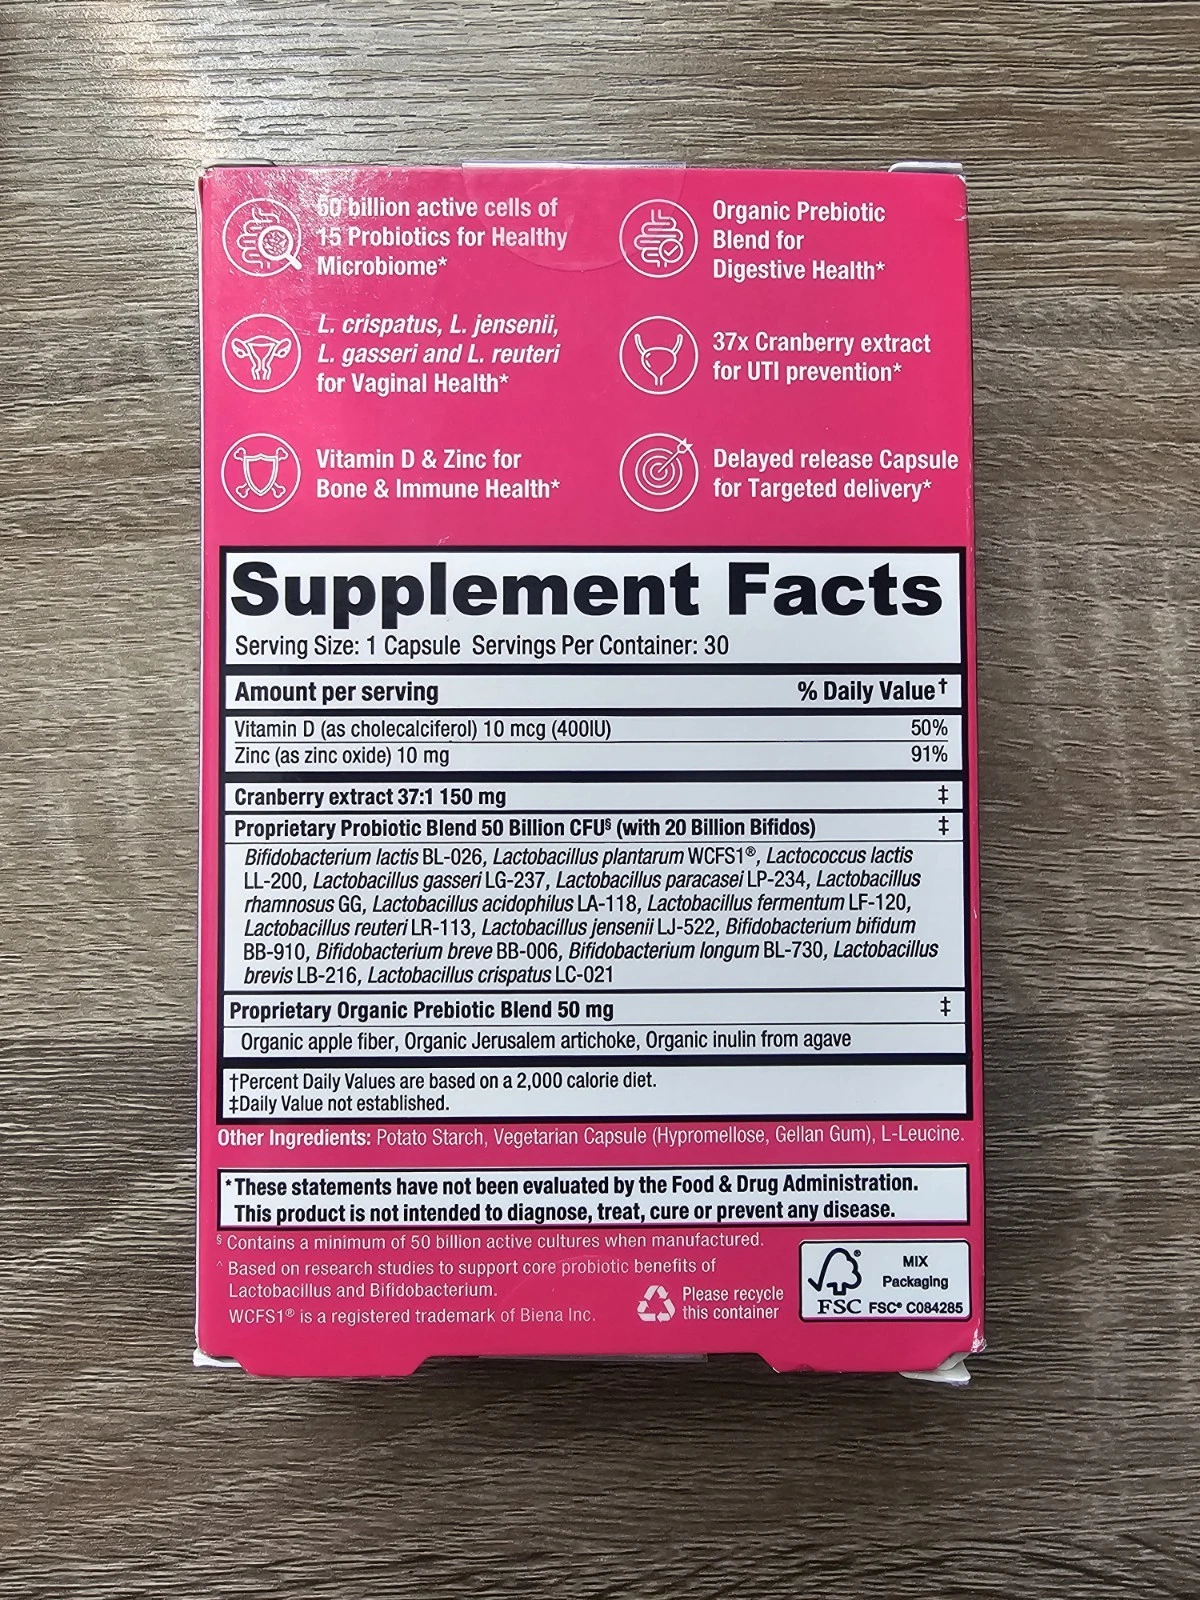 50 billion active cells of
15 Probiotics for Healthy
Microbiome*
Organic Prebiotic
Blend for
Digestive Health*
L. crispatus, L. jensenii,
L. gasseri and L. reuteri
for Vaginal Health*
37x Cranberry extract
for UTI prevention*
Vitamin D & Zinc for
Bone & Immune Health*
Delayed release Capsule
for Targeted delivery*
Supplement Facts
Serving Size: 1 Capsule Servings Per Container: 30
Amount per serving % Daily Value†
Vitamin D (as cholecalciferol) 10 mcg (400IU) 50%
Zinc (as zinc oxide) 10 mg 91%
Cranberry extract 37:1 150 mg ‡
Proprietary Probiotic Blend 50 Billion CFU§ (with 20 Billion Bifidos) ‡
Bifidobacterium lactis BL-026, Lactobacillus plantarum WCFS1®, Lactococcus lactis
LL-200, Lactobacillus gasseri LG-237, Lactobacillus paracasei LP-234, Lactobacillus
rhamnosus GG, Lactobacillus acidophilus LA-118, Lactobacillus fermentum LF-120,
Lactobacillus reuteri LR-113, Lactobacillus jensenii LJ-522, Bifidobacterium bifidum
BB-910, Bifidobacterium breve BB-006, Bifidobacterium longum BL-730, Lactobacillus
brevis LB-216, Lactobacillus crispatus LC-021
Proprietary Organic Prebiotic Blend 50 mg ‡
Organic apple fiber, Organic Jerusalem artichoke, Organic inulin from agave
†Percent Daily Values are based on a 2,000 calorie diet.
‡Daily Value not established.
Other Ingredients: Potato Starch, Vegetarian Capsule (Hypromellose, Gellan Gum), L-Leucine.
*These statements have not been evaluated by the Food & Drug Administration.
This product is not intended to diagnose, treat, cure or prevent any disease.
§ Contains a minimum of 50 billion active cultures when manufactured.
^ Based on research studies to support core probiotic benefits of
Lactobacillus and Bifidobacterium.
WCFS1® is a registered trademark of Biena Inc.
Please recycle
this container
MIX
Packaging
FSC FSC® C084285